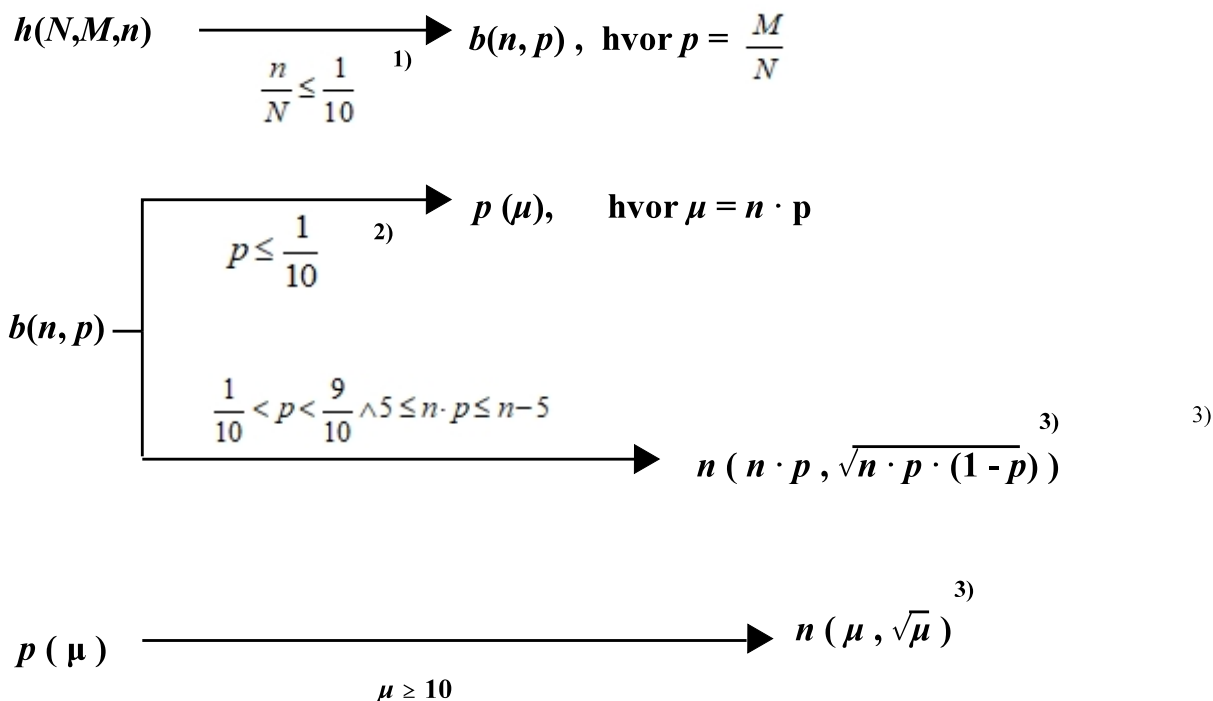 h(N,M,n) 1) b(n, p) , hvor p = M/N
n/N ≤ 1/10
p (μ), hvor μ = n · p
p ≤ 1/10 2)
b(n, p)
1/10 < p < 9/10 ∧ 5 ≤ n · p ≤ n − 5
n ( n · p , √n · p · (1 - p) ) 3) 3)
p ( μ ) n ( μ , √μ ) 3)
μ ≥ 10